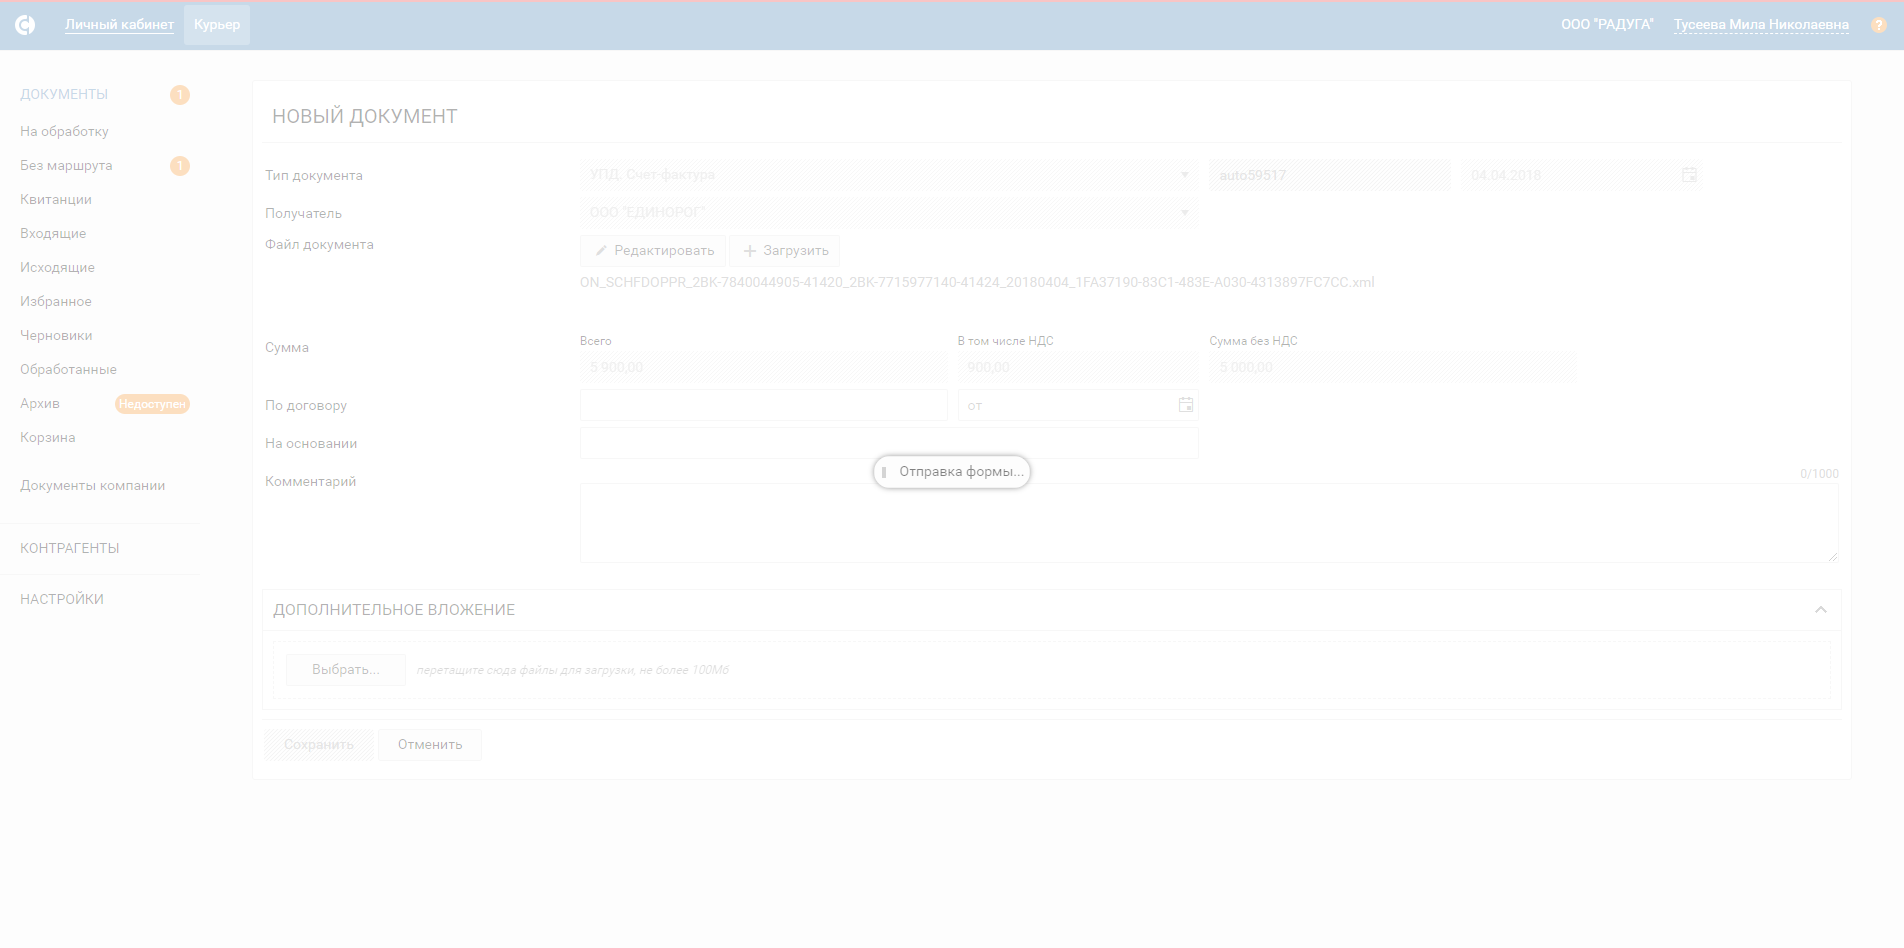 Личный кабинет Курьер ООО "РАДУГА" Тусеева Мила Николаевна ?
ДОКУМЕНТЫ 1
На обработку
Без маршрута 1
Квитанции
Входящие
Исходящие
Избранное
Черновики
Обработанные
Архив Недоступен
Корзина
Документы компании
КОНТРАГЕНТЫ
НАСТРОЙКИ
НОВЫЙ ДОКУМЕНТ
Тип документа УПД. Счет-фактура auto59517 04.04.2018
Получатель ООО "ЕДИНОРОГ"
Файл документа Редактировать Загрузить
ON_SCHFDOPPR_2BK-7840044905-41420_2BK-7715977140-41424_20180404_1FA37190-83C1-483E-A030-4313897FC7CC.xml
Всего В том числе НДС Сумма без НДС
Сумма 5 900,00 900,00 5 000,00
По договору от
На основании
Отправка формы...
Комментарий 0/1000
ДОПОЛНИТЕЛЬНОЕ ВЛОЖЕНИЕ
Выбрать... перетащите сюда файлы для загрузки, не более 100Мб
Сохранить Отменить